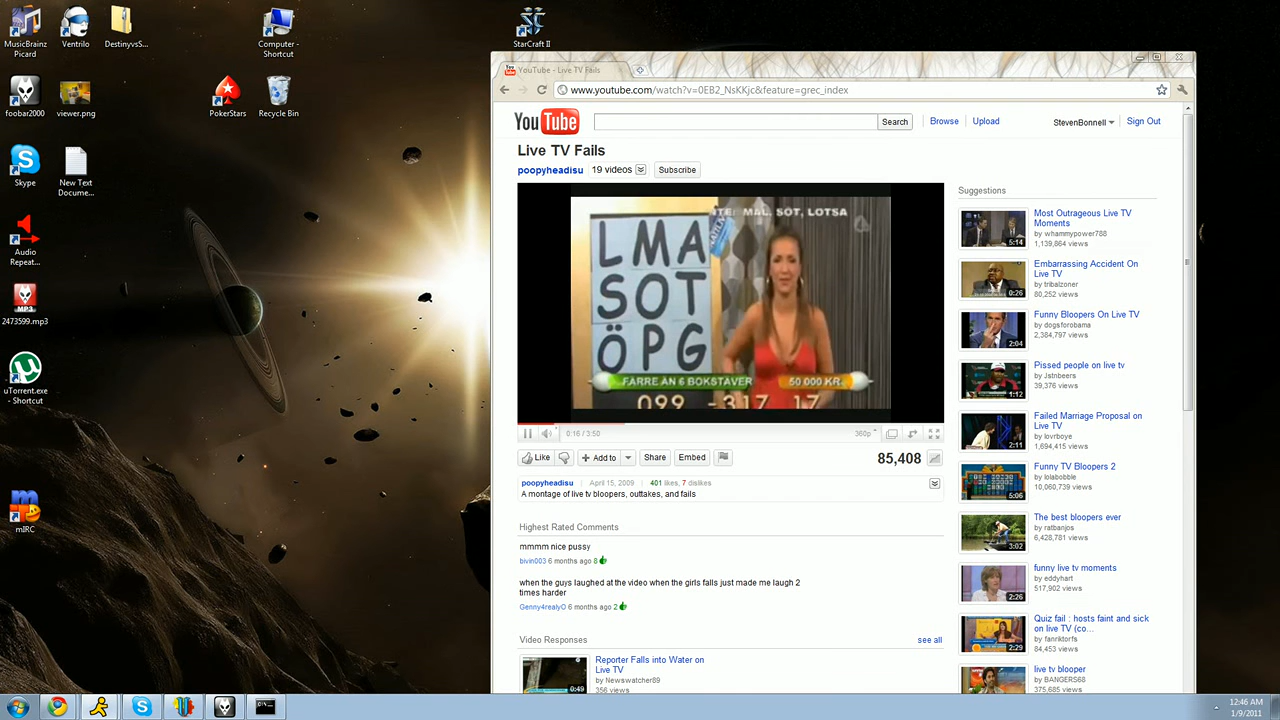 MusicBrainz
Picard
Ventrilo
DestinyvsS...
Computer -
Shortcut
StarCraft II
foobar2000
viewer.png
PokerStars
Recycle Bin
Skype
New Text
Docume...
Audio
Repeat...
MP3
2473599.mp3
uTorrent.exe
- Shortcut
mIRC
You YouTube - Live TV Fails
www.youtube.com/watch?v=0EB2_NsKKjc&feature=grec_index
YouTube
Search
Browse
Upload
StevenBonnell
Sign Out
Live TV Fails
poopyheadisu
19 videos
Subscribe
MAL, SOT, LOTSA
LMA
SOT
ÖPG
FÄRRE ÄN 6 BOKSTÄVER
50 000 KR
099 17 17
0:16 / 3:50
360p
Like
Add to
Share
Embed
85,408
poopyheadisu
April 15, 2009
401 likes, 7 dislikes
A montage of live tv bloopers, outtakes, and fails
Highest Rated Comments
mmmm nice pussy
bivin003 6 months ago 8
when the guys laughed at the video when the girls falls just made me laugh 2
times harder
Genny4realyO 6 months ago 2
Video Responses
see all
0:49
Reporter Falls into Water on
Live TV
by Newswatcher89
356 views
Suggestions
5:14
Most Outrageous Live TV
Moments
by whammypower788
1,139,864 views
0:26
Embarrassing Accident On
Live TV
by tribalzoner
80,252 views
2:04
Funny Bloopers On Live TV
by dogsforobama
2,384,797 views
1:12
Pissed people on live tv
by Jstnbeers
39,376 views
2:11
Failed Marriage Proposal on
Live TV
by lovrboye
1,694,415 views
5:06
Funny TV Bloopers 2
by lolabobble
10,060,739 views
3:02
The best bloopers ever
by ratbanjos
6,428,781 views
2:26
funny live tv moments
by eddyhart
517,902 views
2:29
Quiz fail : hosts faint and sick
on live TV (co...
by fanriktorfs
84,453 views
live tv blooper
by BANGERS68
375,685 views
12:46 AM
1/9/2011